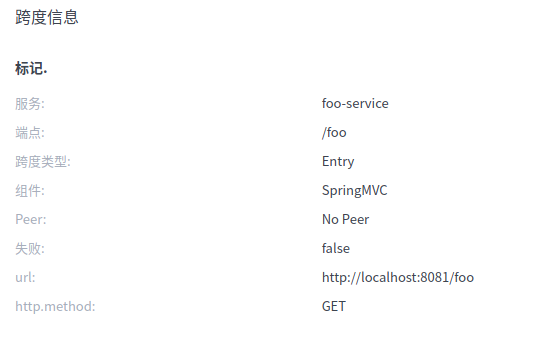 跨度信息
标记.
服务: foo-service
端点: /foo
跨度类型: Entry
组件: SpringMVC
Peer: No Peer
失败: false
url: http://localhost:8081/foo
http.method: GET